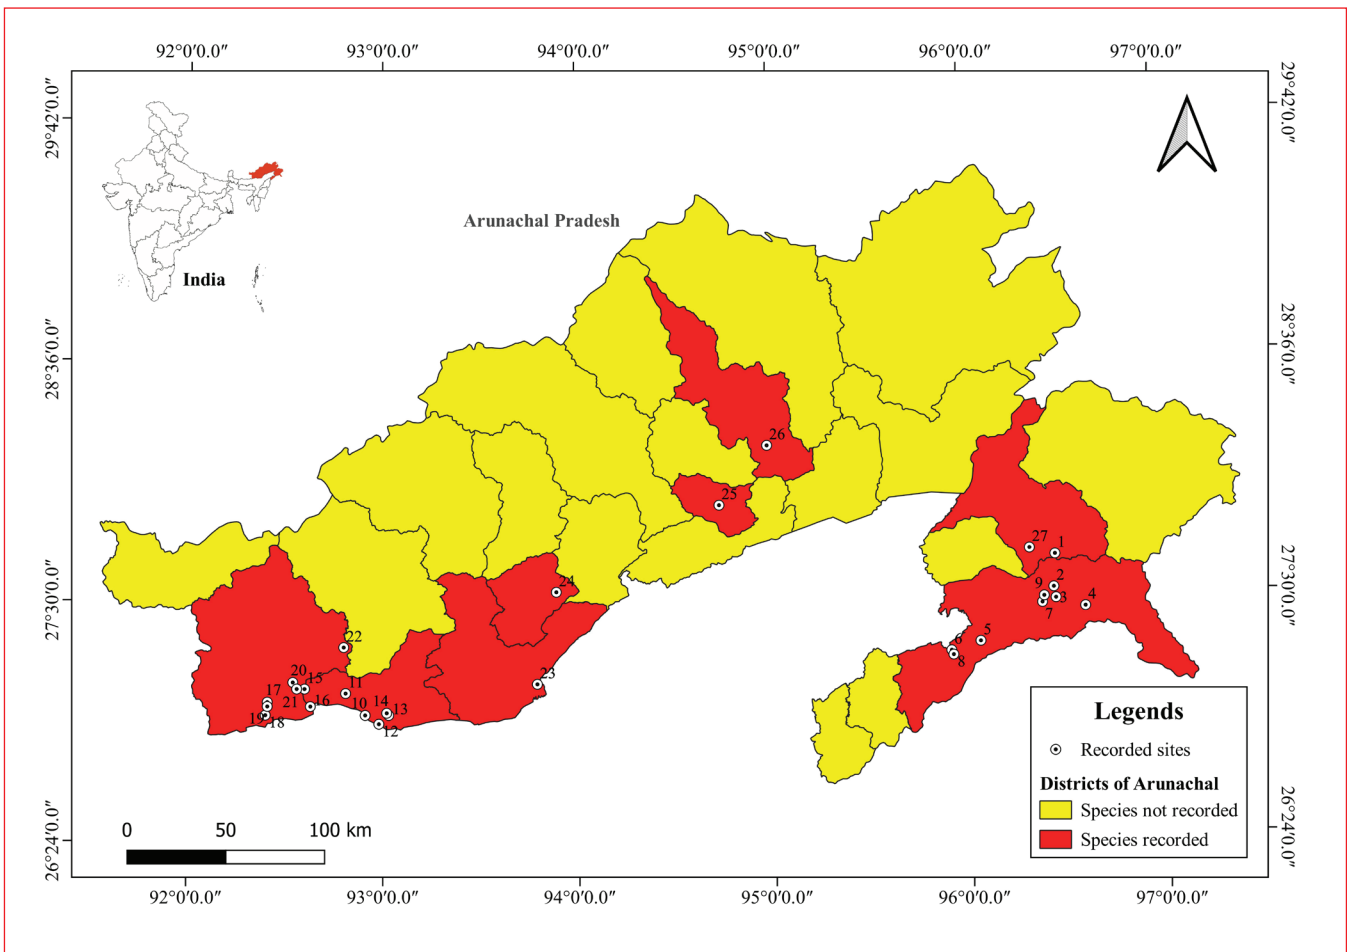 92°0'0.0" 93°0'0.0" 94°0'0.0" 95°0'0.0" 96°0'0.0" 97°0'0.0"
29°42'0.0" 29°42'0.0"
Arunachal Pradesh
India
28°36'0.0" 28°36'0.0"
26
25
27 1
27°30'0.0" 27°30'0.0"
24
9 2
3 4
7
22 6 5
8
20 15 11 23
17 21 16 10 14 13
19 18 12
Legends
Recorded sites
Districts of Arunachal
Species not recorded
Species recorded
0 50 100 km
26°24'0.0" 26°24'0.0"
92°0'0.0" 93°0'0.0" 94°0'0.0" 95°0'0.0" 96°0'0.0" 97°0'0.0"